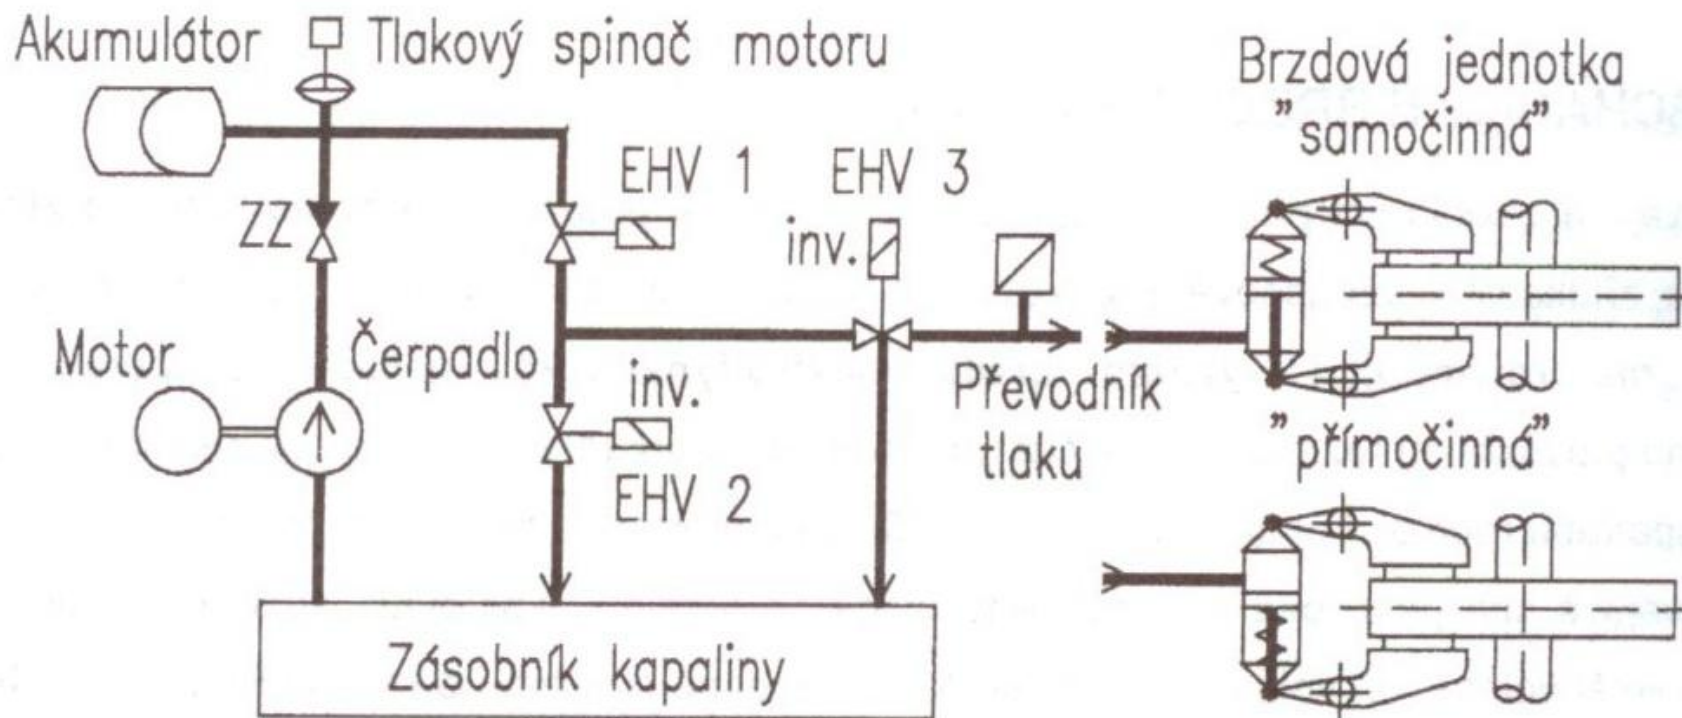 Akumulátor
Tlakový spinač motoru
Brzdová jednotka
"samočinná"
EHV 1
EHV 3
ZZ
inv.
Motor
Čerpadlo
inv.
Převodník
tlaku
"přímočinná"
EHV 2
Zásobník kapaliny